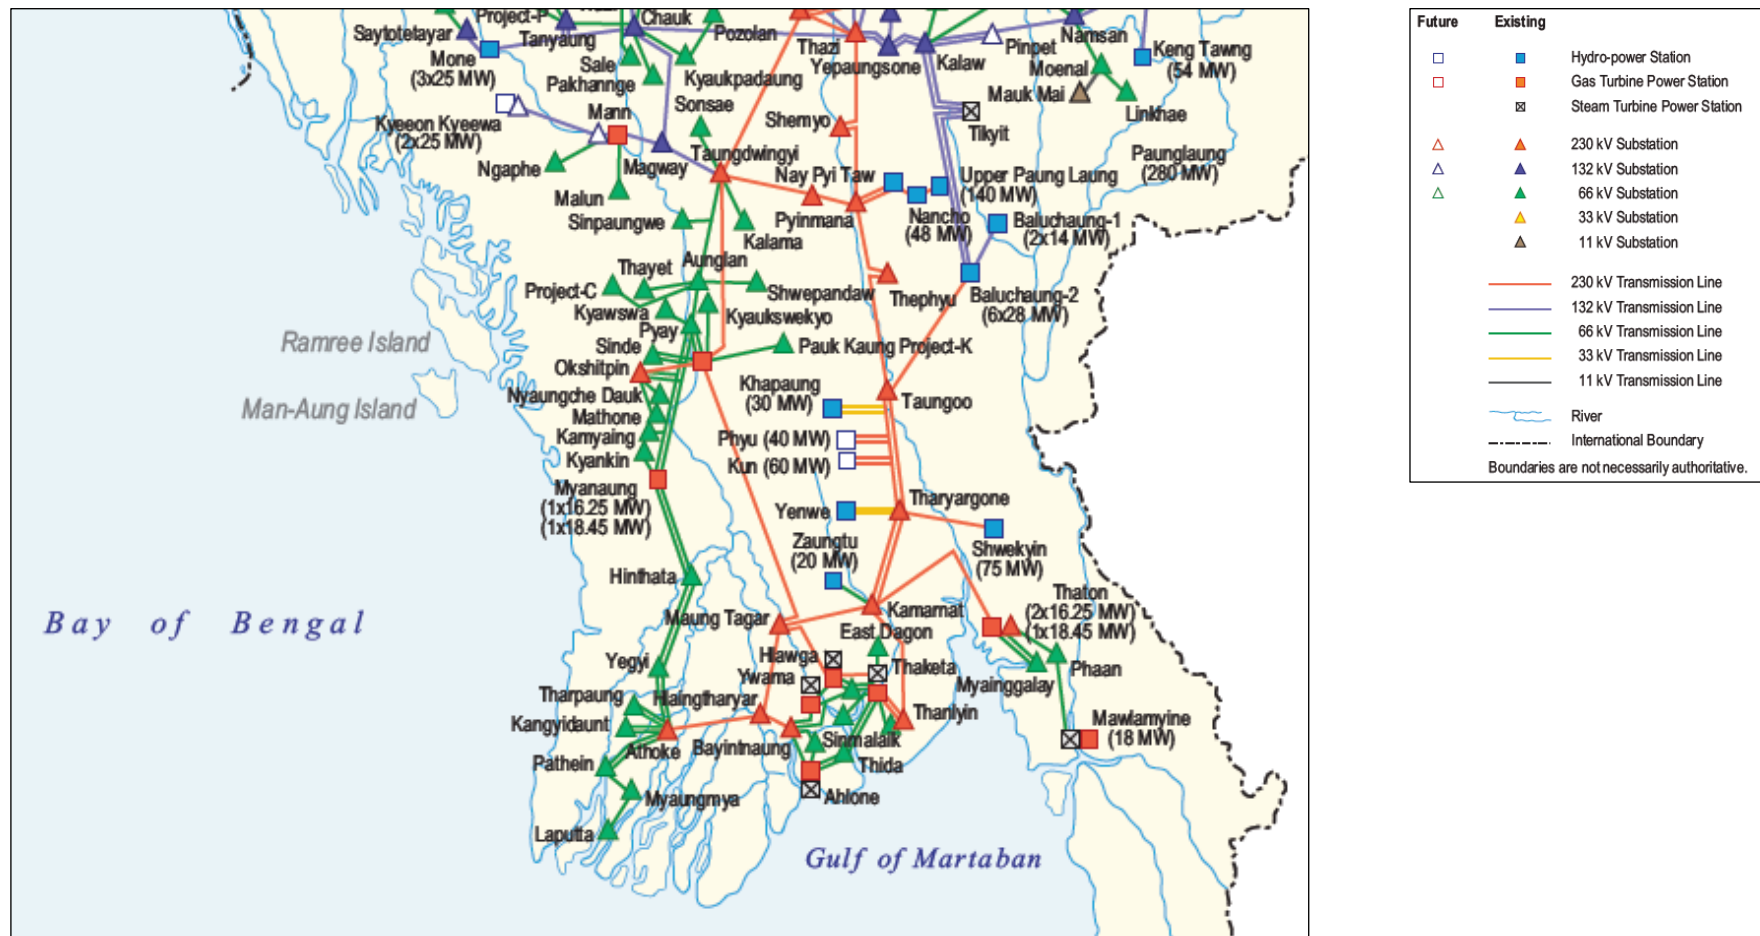 Project-P
Chauk
Saytotelayar
Tanyaung
Pozolan
Mone
(3x25 MW)
Sale
Pakhannge
Kyaukpadaung
Thazi
Yepaungsone
Kalaw
Pinpet
Namsan
Moenal
Keng Tawng
(54 MW)
Mauk Mai
Linkhae
Kyeeon Kyeewa
(2x25 MW)
Mann
Sonsae
Shemyo
Tikyit
Ngaphe
Magway
Taungdwingyi
Malun
Nay Pyi Taw
Upper Paung Laung
(140 MW)
Paunglaung
(280 MW)
Sinpaungwe
Kalama
Pyinmana
Nancho
(48 MW)
Baluchaung-1
(2x14 MW)
Aunglan
Thayet
Project-C
Shwepandaw
Thephyu
Baluchaung-2
(6x28 MW)
Kyawswa
Kyaukswekyo
Pyay
Sinde
Pauk Kaung Project-K
Okshitpin
Ramree Island
Man-Aung Island
Khapaung
(30 MW)
Taungoo
Nyaungche Dauk
Mathone
Kamyaing
Kyankin
Phyu (40 MW)
Kun (60 MW)
Myanaung
(1x16.25 MW)
(1x18.45 MW)
Yenwe
Tharyargone
Zaungtu
(20 MW)
Shwekyin
(75 MW)
Hinthata
Thaton
(2x16.25 MW)
(1x18.45 MW)
Maung Tagar
Kamarnat
East Dagon
Bay of Bengal
Hlawga
Thaketa
Phaan
Yegyi
Ywama
Myainggalay
Tharpaung
Hlaingtharyar
Kangyidaunt
Thanlyin
Mawlamyine
(18 MW)
Athoke
Bayintnaung
Sinmalaik
Pathein
Thida
Myaungmya
Ahlone
Laputta
Gulf of Martaban
Future Existing
Hydro-power Station
Gas Turbine Power Station
Steam Turbine Power Station
230 kV Substation
132 kV Substation
66 kV Substation
33 kV Substation
11 kV Substation
230 kV Transmission Line
132 kV Transmission Line
66 kV Transmission Line
33 kV Transmission Line
11 kV Transmission Line
River
International Boundary
Boundaries are not necessarily authoritative.